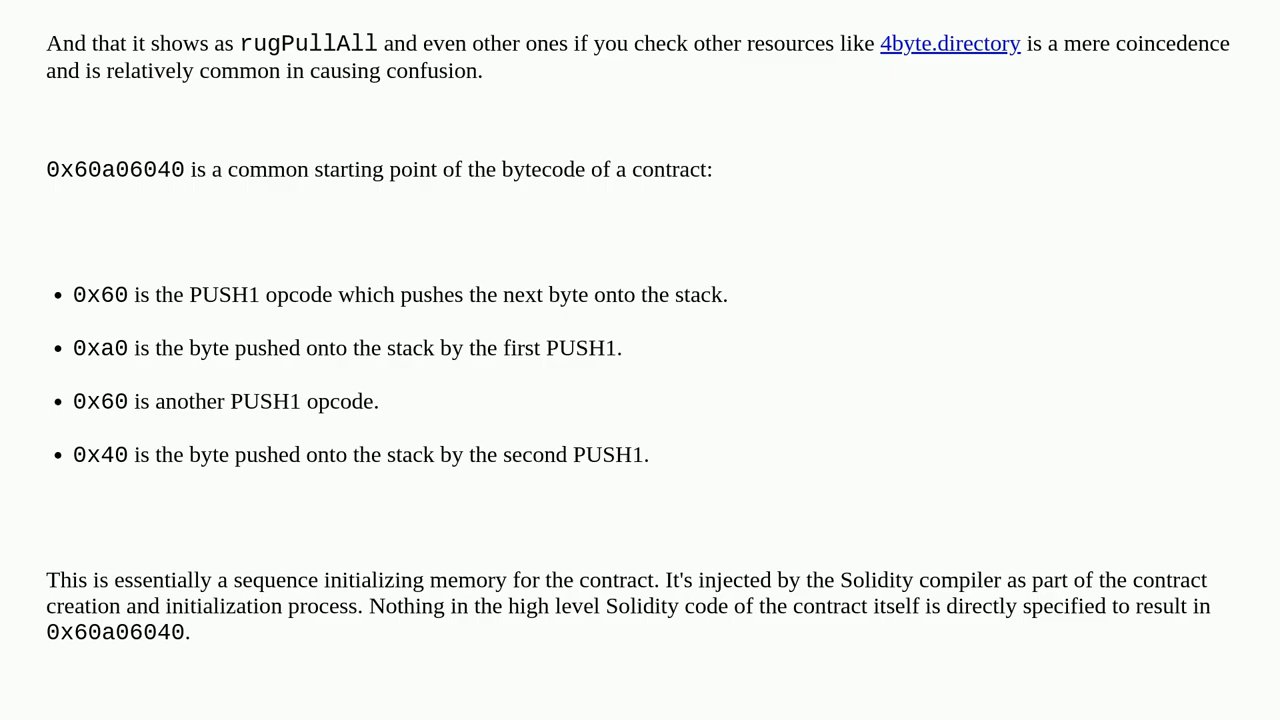 And that it shows as rugPullAll and even other ones if you check other resources like 4byte.directory is a mere coincedence
and is relatively common in causing confusion.
0x60a06040 is a common starting point of the bytecode of a contract:
• 0x60 is the PUSH1 opcode which pushes the next byte onto the stack.
• 0xa0 is the byte pushed onto the stack by the first PUSH1.
• 0x60 is another PUSH1 opcode.
• 0x40 is the byte pushed onto the stack by the second PUSH1.
This is essentially a sequence initializing memory for the contract. It's injected by the Solidity compiler as part of the contract
creation and initialization process. Nothing in the high level Solidity code of the contract itself is directly specified to result in
0x60a06040.